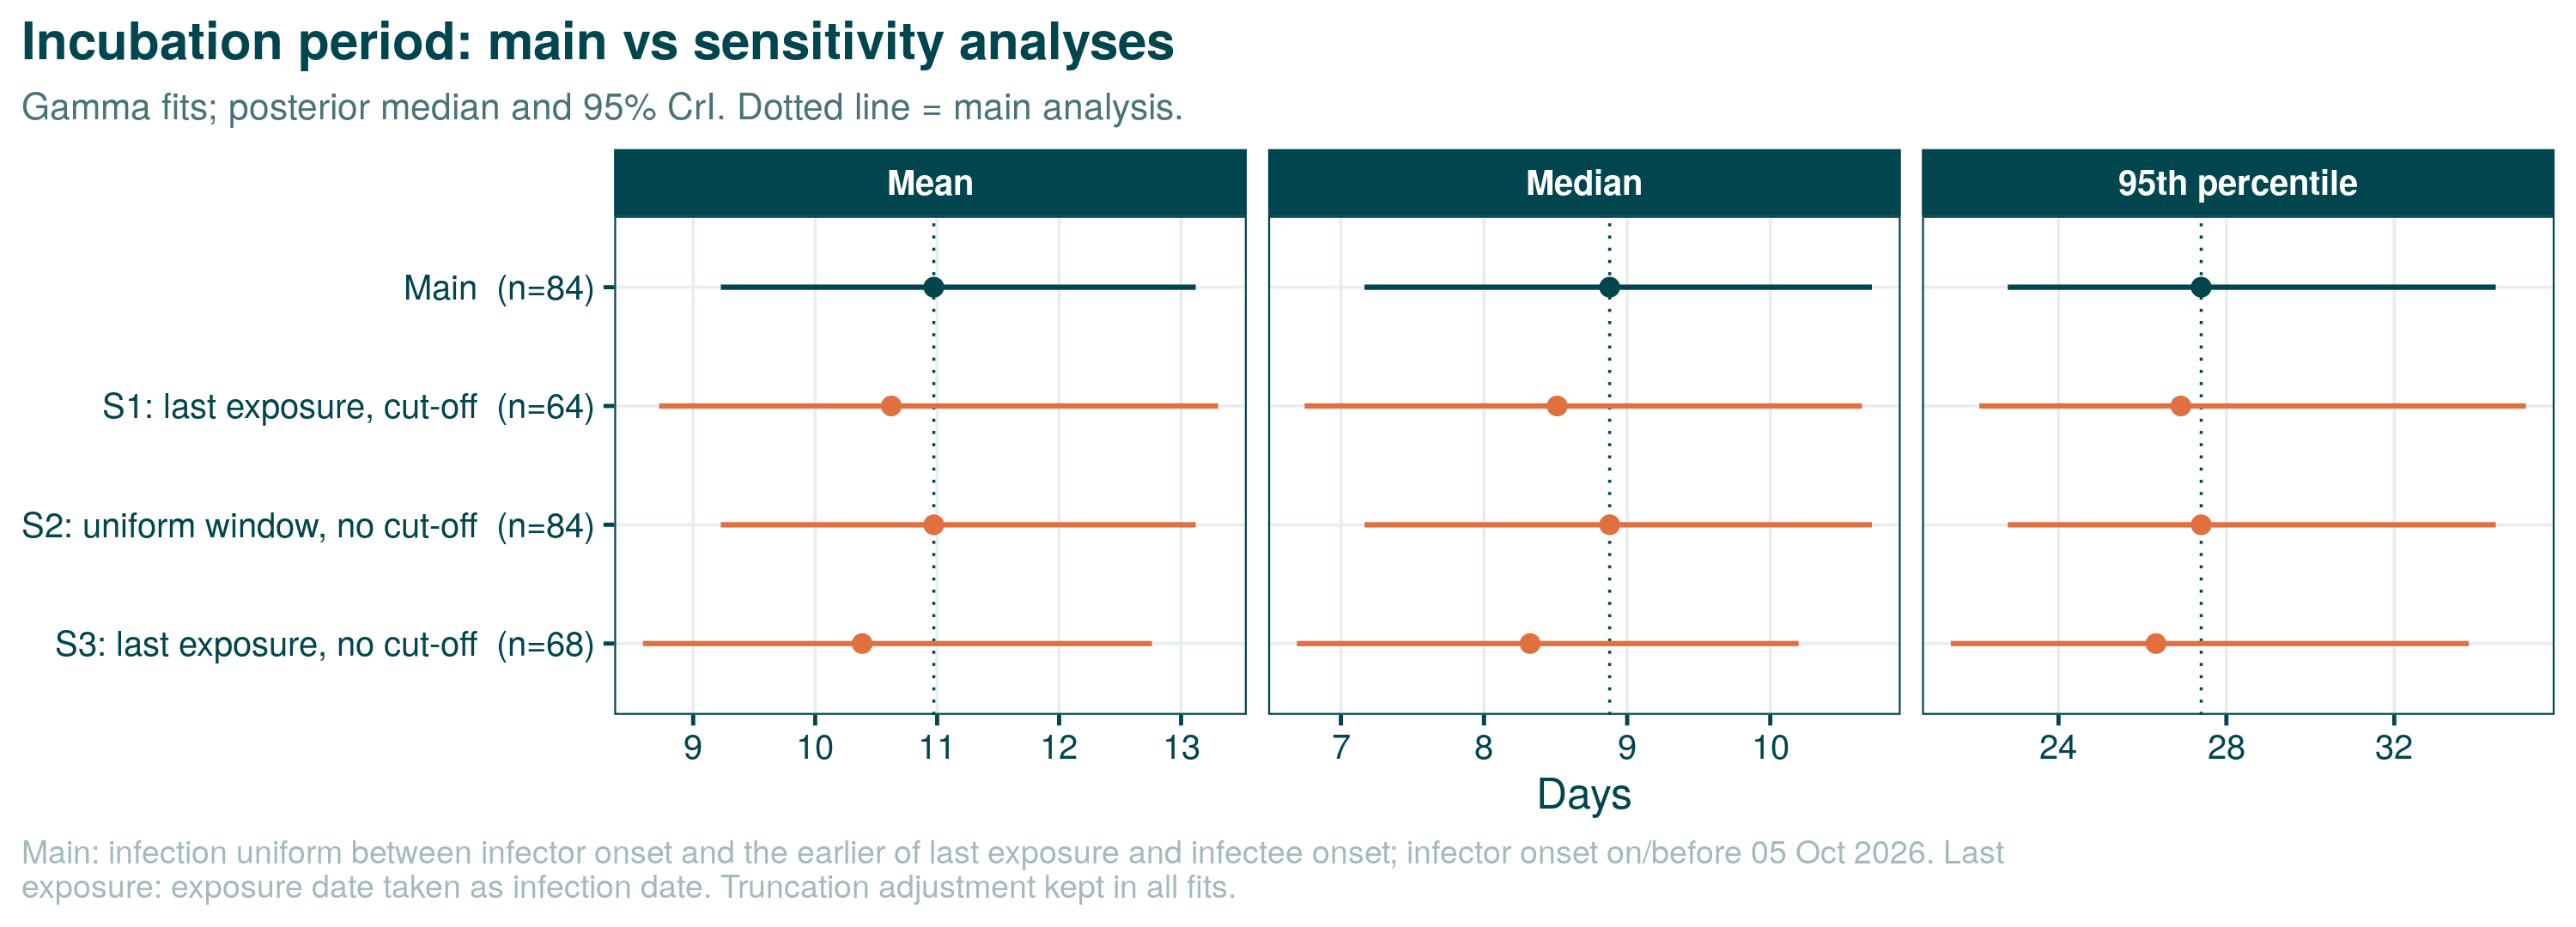 Incubation period: main vs sensitivity analyses
Gamma fits; posterior median and 95% CrI. Dotted line = main analysis.
Mean
Median
95th percentile
Main (n=84)
S1: last exposure, cut-off (n=64)
S2: uniform window, no cut-off (n=84)
S3: last exposure, no cut-off (n=68)
9 10 11 12 13
7 8 9 10
24 28 32
Days
Main: infection uniform between infector onset and the earlier of last exposure and infectee onset; infector onset on/before 05 Oct 2026. Last
exposure: exposure date taken as infection date. Truncation adjustment kept in all fits.